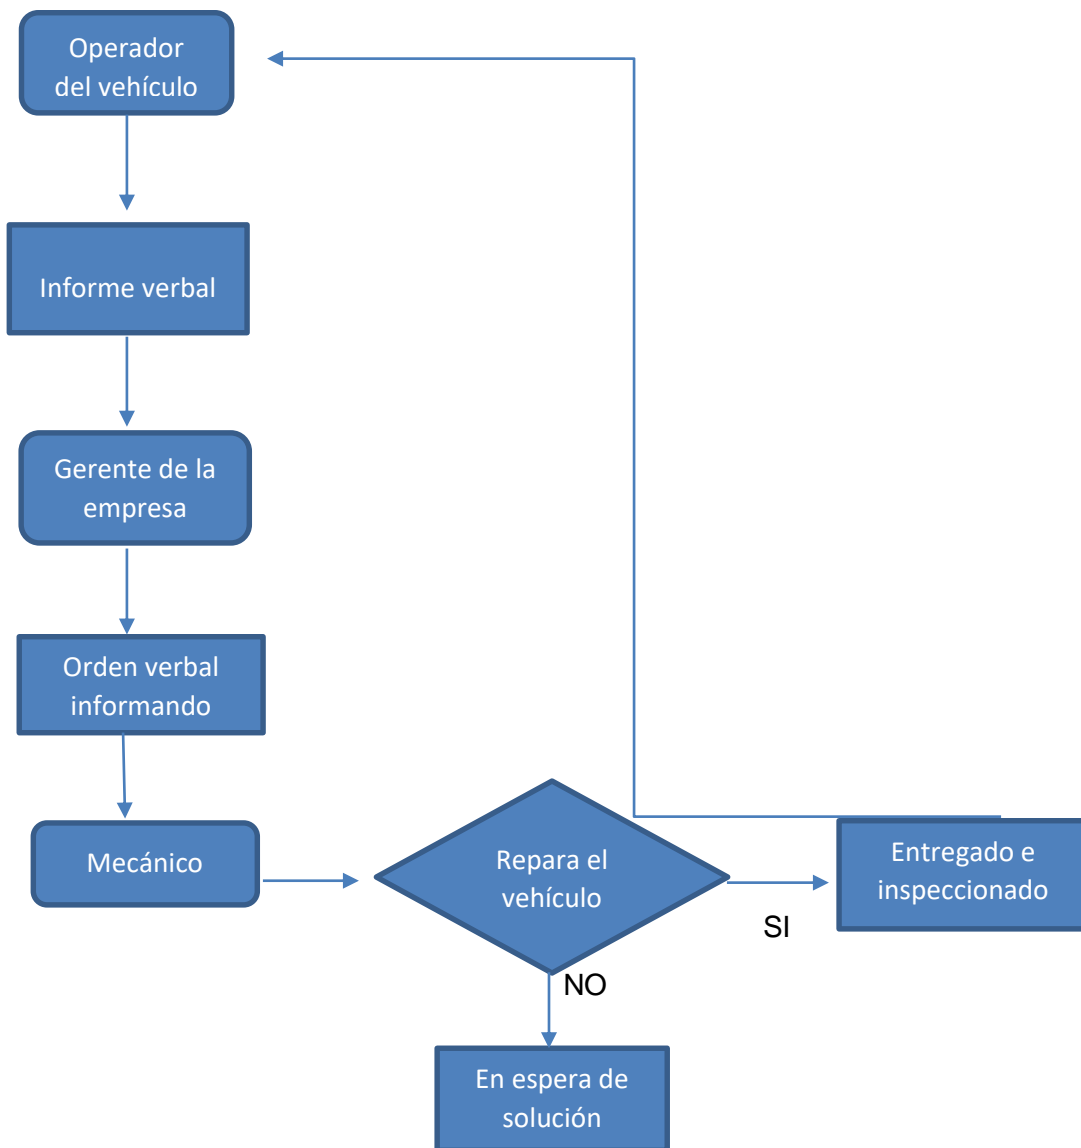 Operador
del vehículo
Informe verbal
Gerente de la
empresa
Orden verbal
informando
Mecánico
Repara el
vehículo
Entregado e
inspeccionado
SI
NO
En espera de
solución